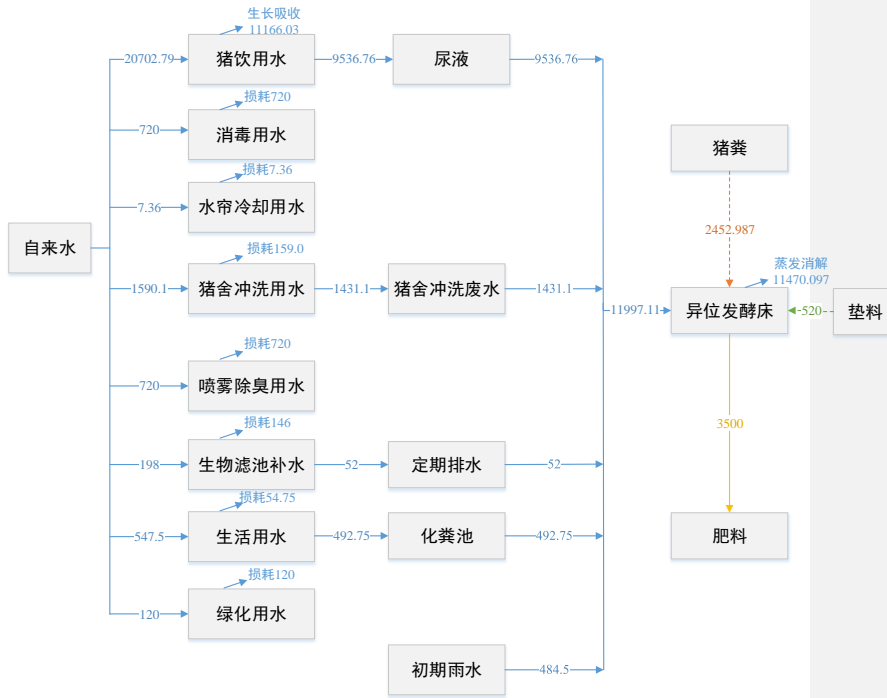 生长吸收
11166.03
20702.79
猪饮用水
9536.76
尿液
9536.76
损耗720
720
消毒用水
猪粪
损耗7.36
7.36
水帘冷却用水
2452.987
自来水
损耗159.0
蒸发消解
11470.097
1590.1
猪舍冲洗用水
1431.1
猪舍冲洗废水
1431.1
11997.11
异位发酵床
520
垫料
损耗720
720
喷雾除臭用水
3500
损耗146
198
生物滤池补水
52
定期排水
52
损耗54.75
547.5
生活用水
492.75
化粪池
492.75
肥料
损耗120
120
绿化用水
初期雨水
484.5